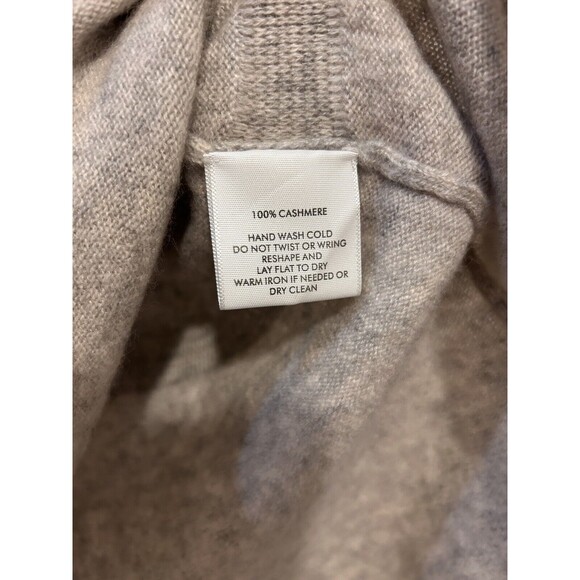 100% CASHMERE
HAND WASH COLD
DO NOT TWIST OR WRING
RESHAPE AND
LAY FLAT TO DRY
WARM IRON IF NEEDED OR
DRY CLEAN